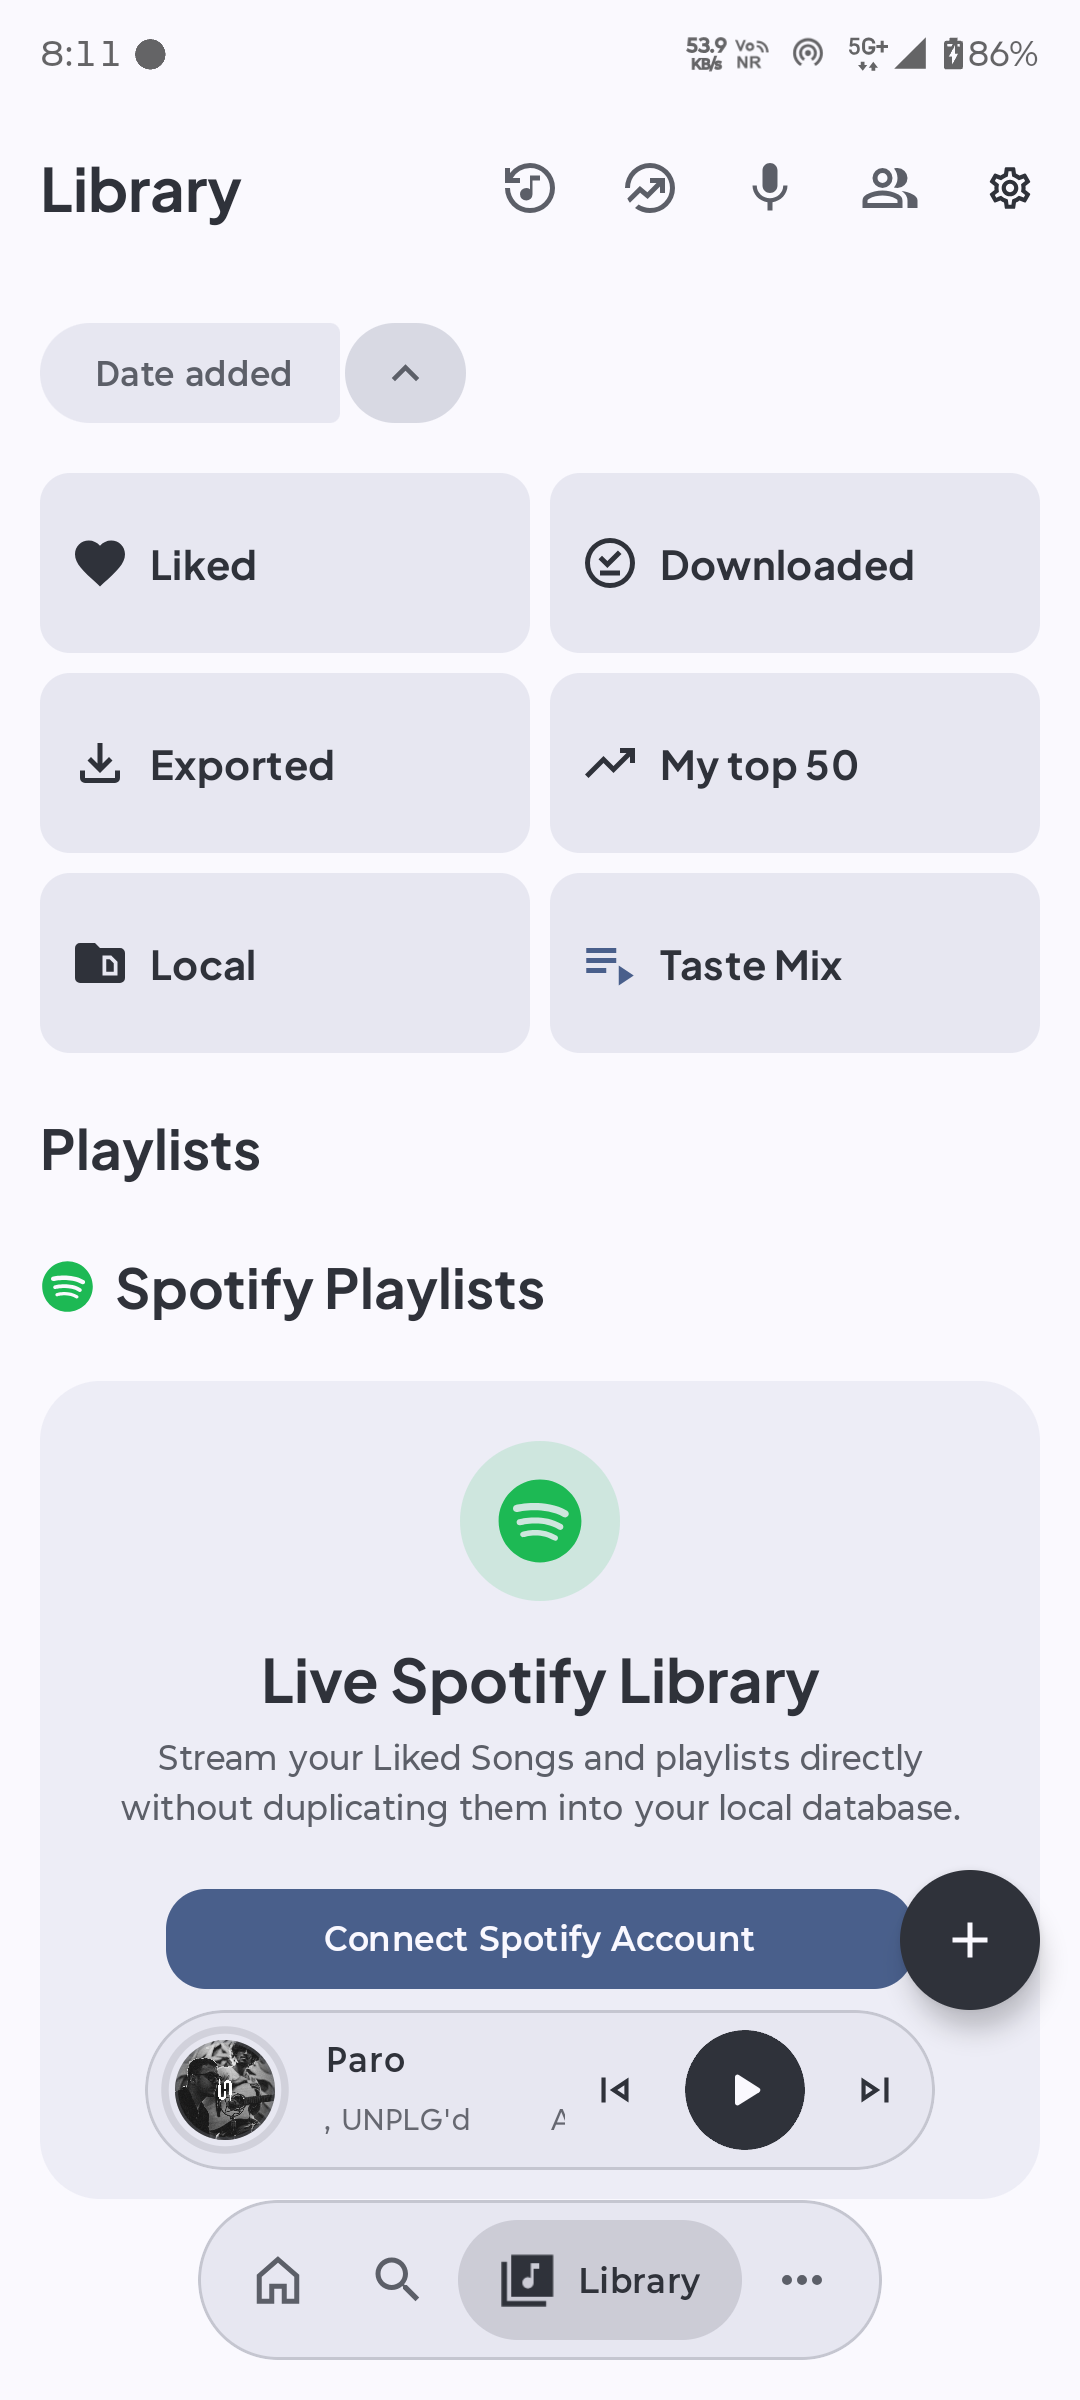 8:11
53.9 KB/s
Vo NR
5G+
86%
Library
Date added
Liked
Downloaded
Exported
My top 50
Local
Taste Mix
Playlists
Spotify Playlists
Live Spotify Library
Stream your Liked Songs and playlists directly
without duplicating them into your local database.
Connect Spotify Account
Paro
, UNPLG'd
Library